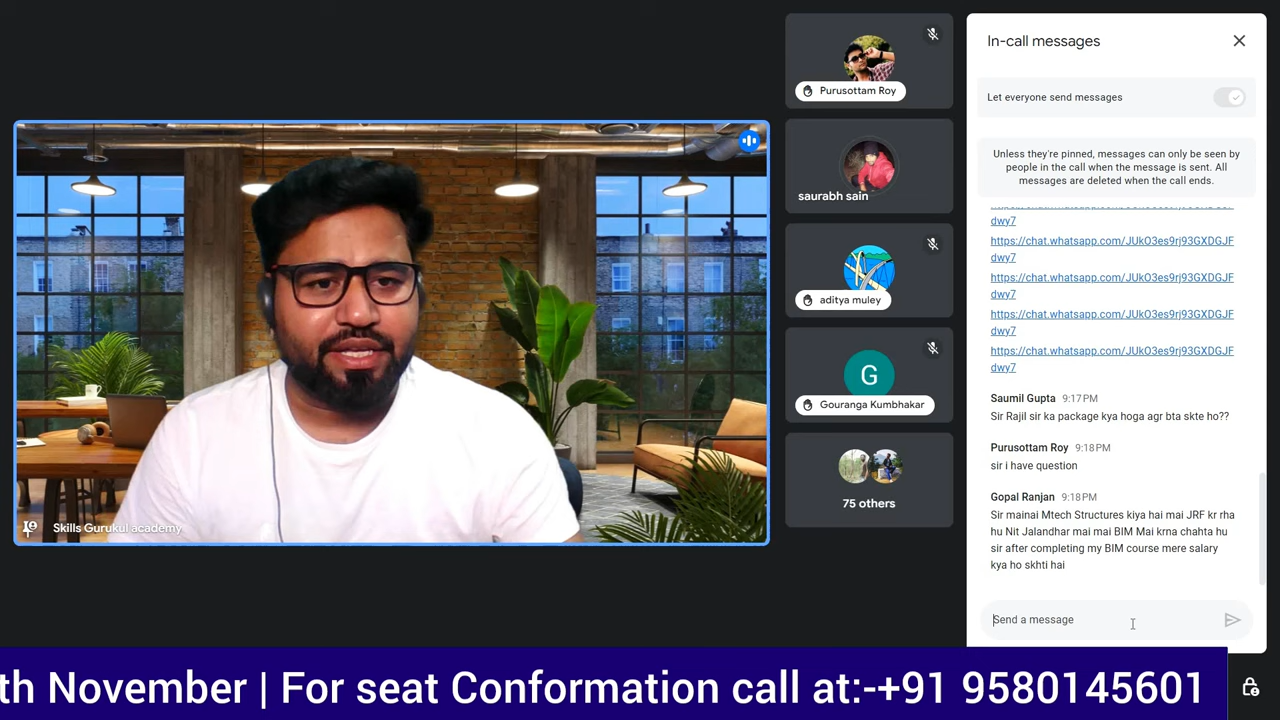 Purusottam Roy
saurabh sain
aditya muley
G
Gouranga Kumbhakar
75 others
Skills Gurukul academy
In-call messages
Let everyone send messages
Unless they're pinned, messages can only be seen by
people in the call when the message is sent. All
messages are deleted when the call ends.
dwy7
https://chat.whatsapp.com/JUkO3es9rj93GXDGJF
dwy7
https://chat.whatsapp.com/JUkO3es9rj93GXDGJF
dwy7
https://chat.whatsapp.com/JUkO3es9rj93GXDGJF
dwy7
https://chat.whatsapp.com/JUkO3es9rj93GXDGJF
dwy7
Saumil Gupta 9:17 PM
Sir Rajil sir ka package kya hoga agr bta skte ho??
Purusottam Roy 9:18 PM
sir i have question
Gopal Ranjan 9:18 PM
Sir mainai Mtech Structures kiya hai mai JRF kr rha
hu Nit Jalandhar mai mai BIM Mai krna chahta hu
sir after completing my BIM course mere salary
kya ho skhti hai
Send a message
th November | For seat Conformation call at:-+91 9580145601